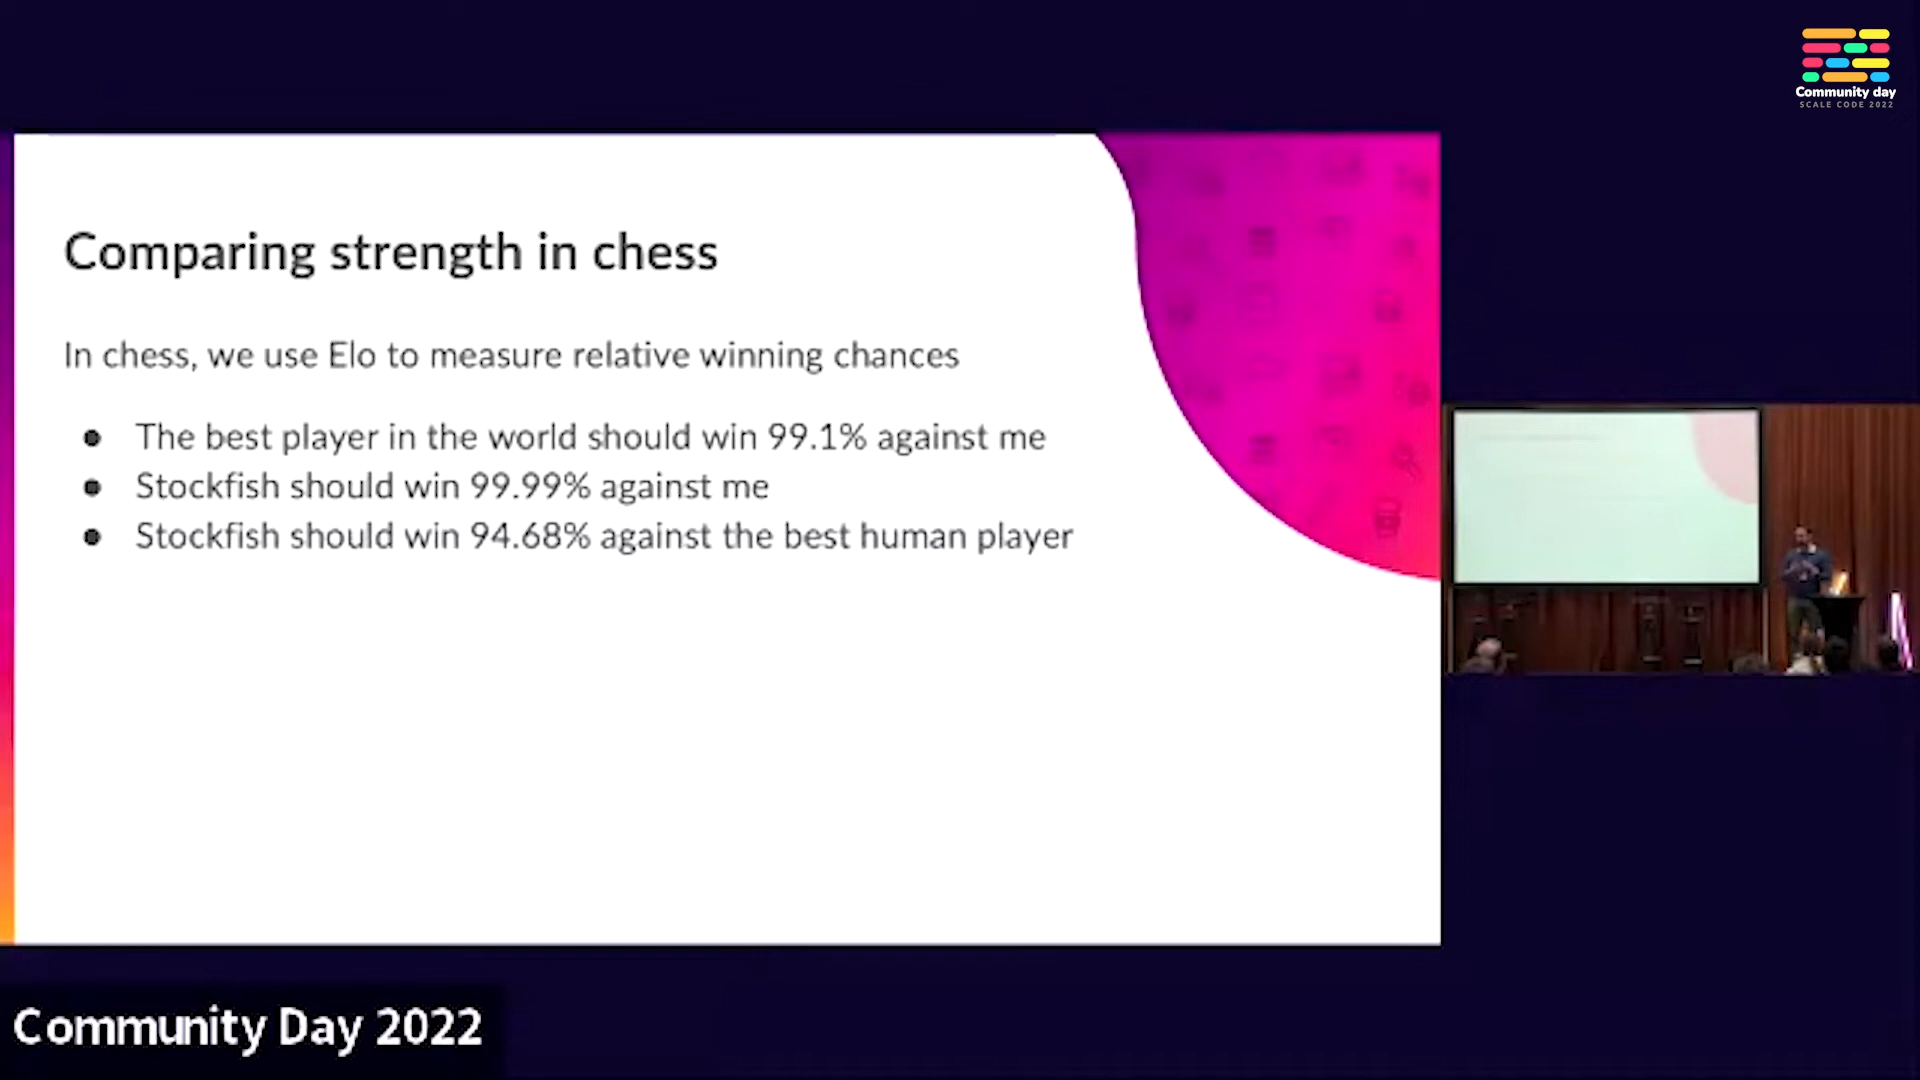 Community day
SCALE CODE 2022
Comparing strength in chess
In chess, we use Elo to measure relative winning chances
● The best player in the world should win 99.1% against me
● Stockfish should win 99.99% against me
● Stockfish should win 94.68% against the best human player
Community Day 2022